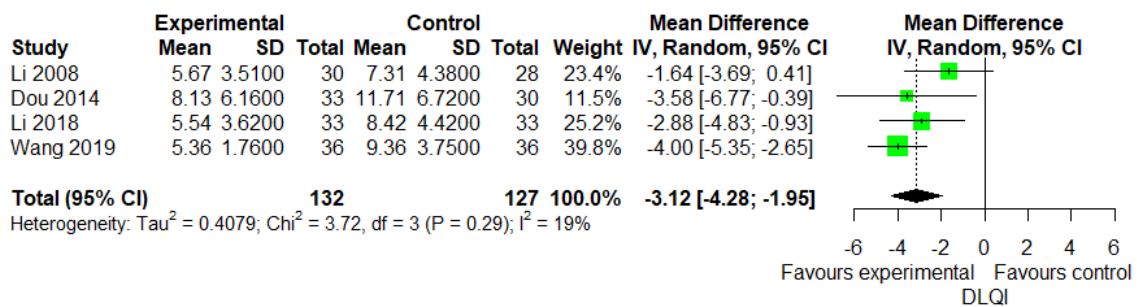 Experimental Control Mean Difference Mean Difference
Study Mean SD Total Mean SD Total Weight IV, Random, 95% CI IV, Random, 95% CI
Li 2008 5.67 3.5100 30 7.31 4.3800 28 23.4% -1.64 [-3.69; 0.41]
Dou 2014 8.13 6.1600 33 11.71 6.7200 30 11.5% -3.58 [-6.77; -0.39]
Li 2018 5.54 3.6200 33 8.42 4.4200 33 25.2% -2.88 [-4.83; -0.93]
Wang 2019 5.36 1.7600 36 9.36 3.7500 36 39.8% -4.00 [-5.35; -2.65]
Total (95% CI) 132 127 100.0% -3.12 [-4.28; -1.95]
Heterogeneity: Tau² = 0.4079; Chi² = 3.72, df = 3 (P = 0.29); I² = 19%
-6 -4 -2 0 2 4 6
Favours experimental Favours control
DLQI